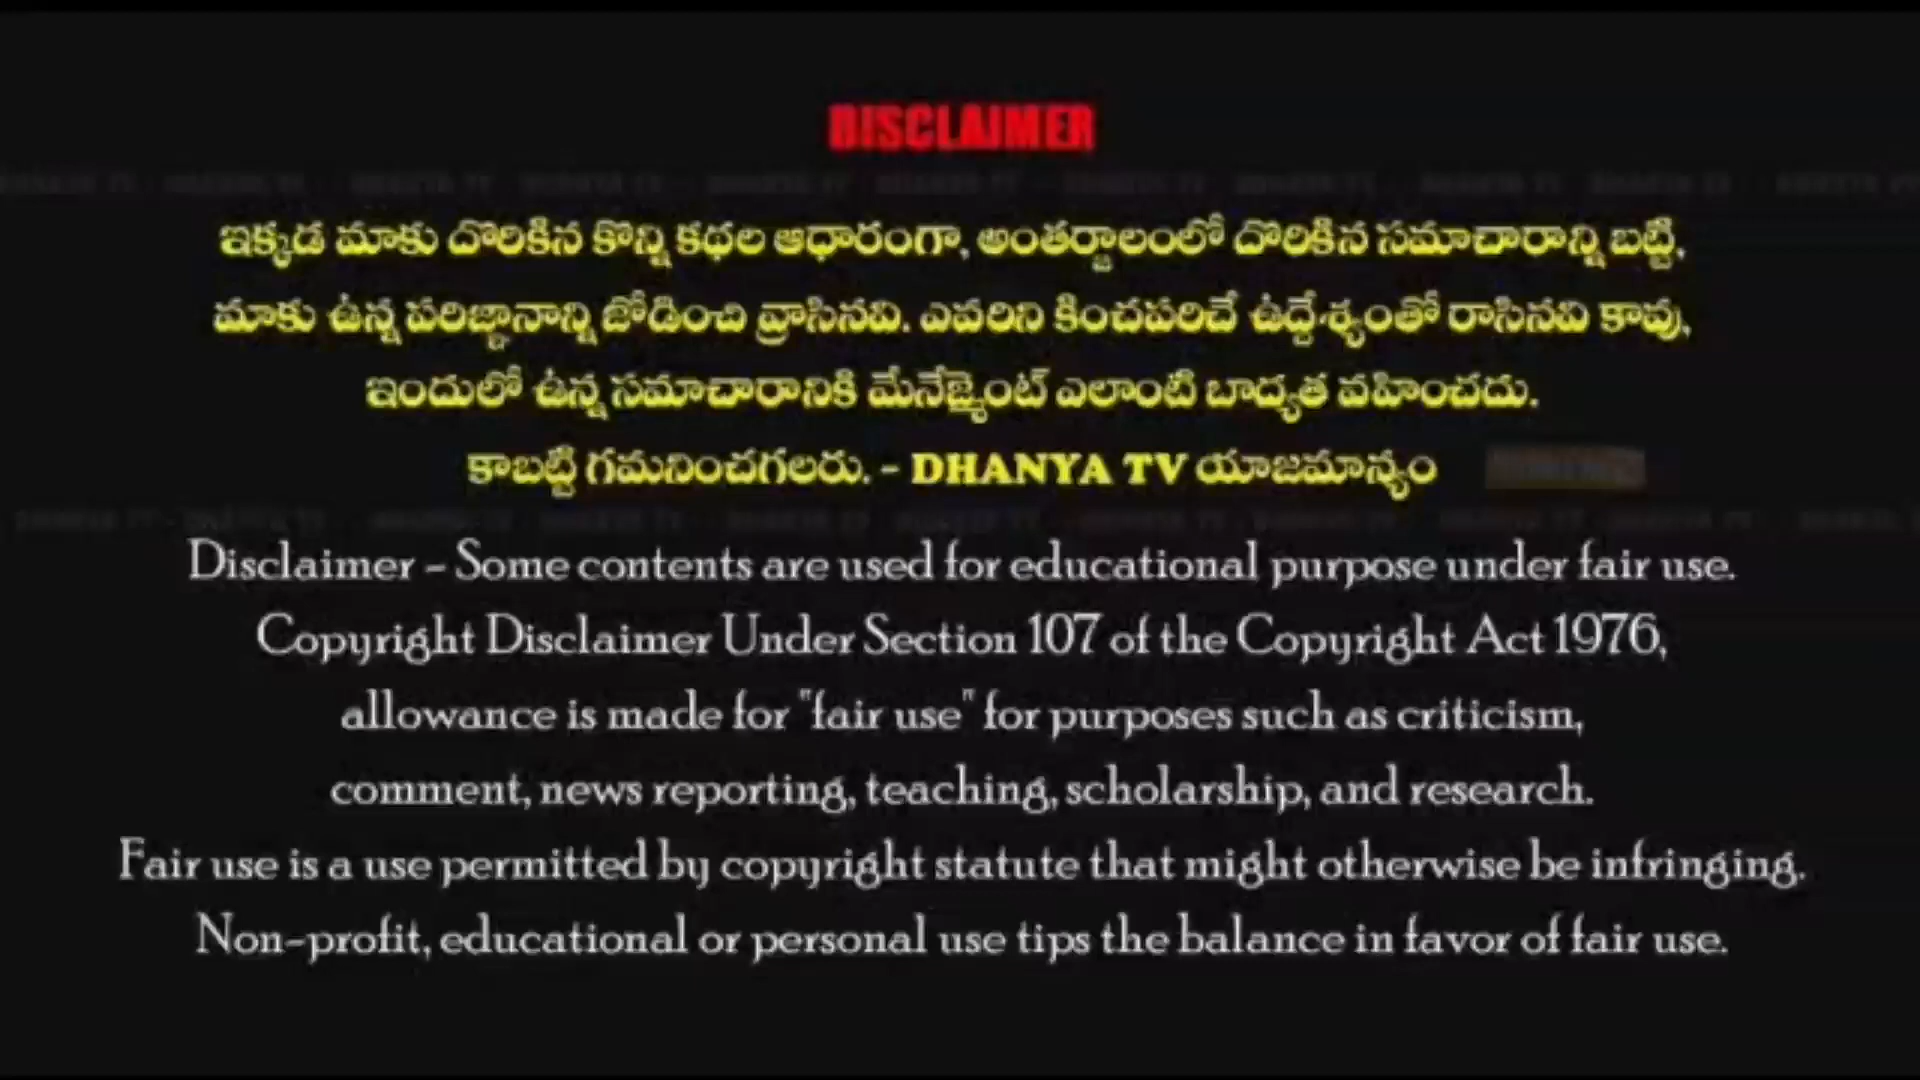 DISCLAIMER
ఇక్కడ మాకు దొరికిన కొన్ని కథల ఆధారంగా, అంతర్జాలంలో దొరికిన సమాచారాన్ని బట్టి,
మాకు ఉన్న పరిజ్ఞానాన్ని జోడించి వ్రాసినవి. ఎవరిని కించపరిచే ఉద్దేశ్యంతో రాసినవి కావు,
ఇందులో ఉన్న సమాచారానికి మేనేజ్మెంట్ ఎలాంటి బాద్యత వహించదు.
కాబట్టి గమనించగలరు. - DHANYA TV యాజమాన్యం
Disclaimer - Some contents are used for educational purpose under fair use.
Copyright Disclaimer Under Section 107 of the Copyright Act 1976,
allowance is made for "fair use" for purposes such as criticism,
comment, news reporting, teaching, scholarship, and research.
Fair use is a use permitted by copyright statute that might otherwise be infringing.
Non-profit, educational or personal use tips the balance in favor of fair use.